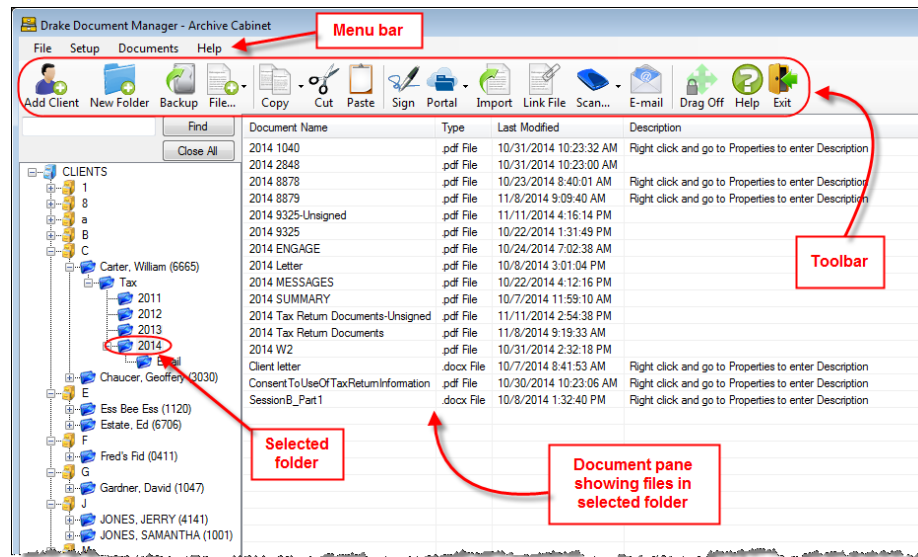 Drake Document Manager - Archive Cabinet
Menu bar
File Setup Documents Help
Add Client New Folder Backup File... Copy Cut Paste Sign Portal Import Link File Scan... E-mail Drag Off Help Exit
Find
Close All
Document Name Type Last Modified Description
2014 1040 .pdf File 10/31/2014 10:23:32 AM Right click and go to Properties to enter Description
2014 2848 .pdf File 10/31/2014 10:23:00 AM
2014 8878 .pdf File 10/23/2014 8:40:01 AM Right click and go to Properties to enter Description
2014 8879 .pdf File 11/8/2014 9:09:40 AM Right click and go to Properties to enter Description
2014 9325-Unsigned .pdf File 11/11/2014 4:16:14 PM
2014 9325 .pdf File 10/22/2014 1:31:49 PM
2014 ENGAGE .pdf File 10/24/2014 7:02:38 AM
2014 Letter .pdf File 10/8/2014 3:01:04 PM
2014 MESSAGES .pdf File 10/22/2014 4:12:16 PM
2014 SUMMARY .pdf File 10/7/2014 11:59:10 AM
2014 Tax Return Documents-Unsigned .pdf File 11/11/2014 2:54:38 PM
2014 Tax Return Documents .pdf File 11/8/2014 9:19:33 AM
2014 W2 .pdf File 10/31/2014 2:32:18 PM
Client letter .docx File 10/7/2014 8:41:53 AM Right click and go to Properties to enter Description
ConsentToUseOfTaxReturnInformation .pdf File 10/30/2014 10:23:06 AM Right click and go to Properties to enter Description
SessionB_Part1 .docx File 10/8/2014 1:32:40 PM Right click and go to Properties to enter Description
CLIENTS
1
8
a
B
C
Carter, William (6665)
Tax
2011
2012
2013
2014
Email
Chaucer, Geoffery (3030)
E
Ess Bee Ess (1120)
Estate, Ed (6706)
F
Fred's Fid (0411)
G
Gardner, David (1047)
J
JONES, JERRY (4141)
JONES, SAMANTHA (1001)
Toolbar
Selected
folder
Document pane
showing files in
selected folder